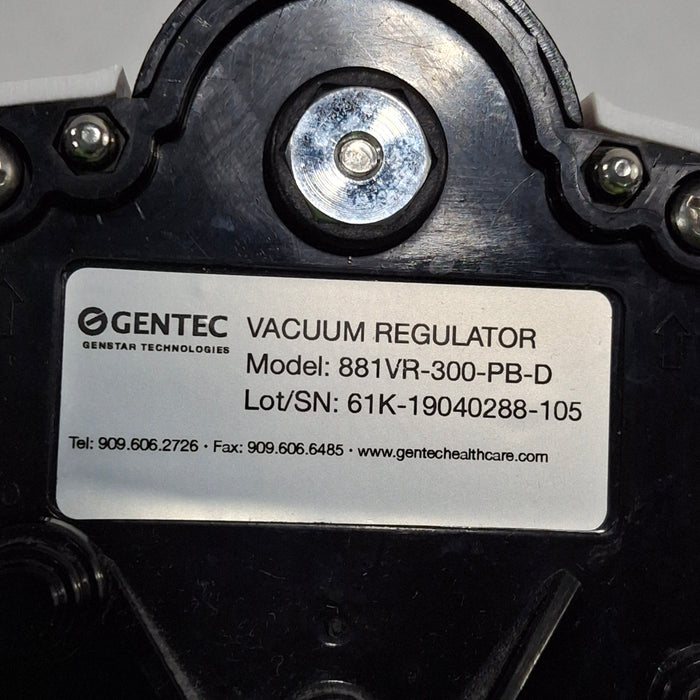 GENTEC
GENSTAR TECHNOLOGIES
VACUUM REGULATOR
Model: 881VR-300-PB-D
Lot/SN: 61K-19040288-105
Tel: 909.606.2726 · Fax: 909.606.6485 · www.gentechealthcare.com